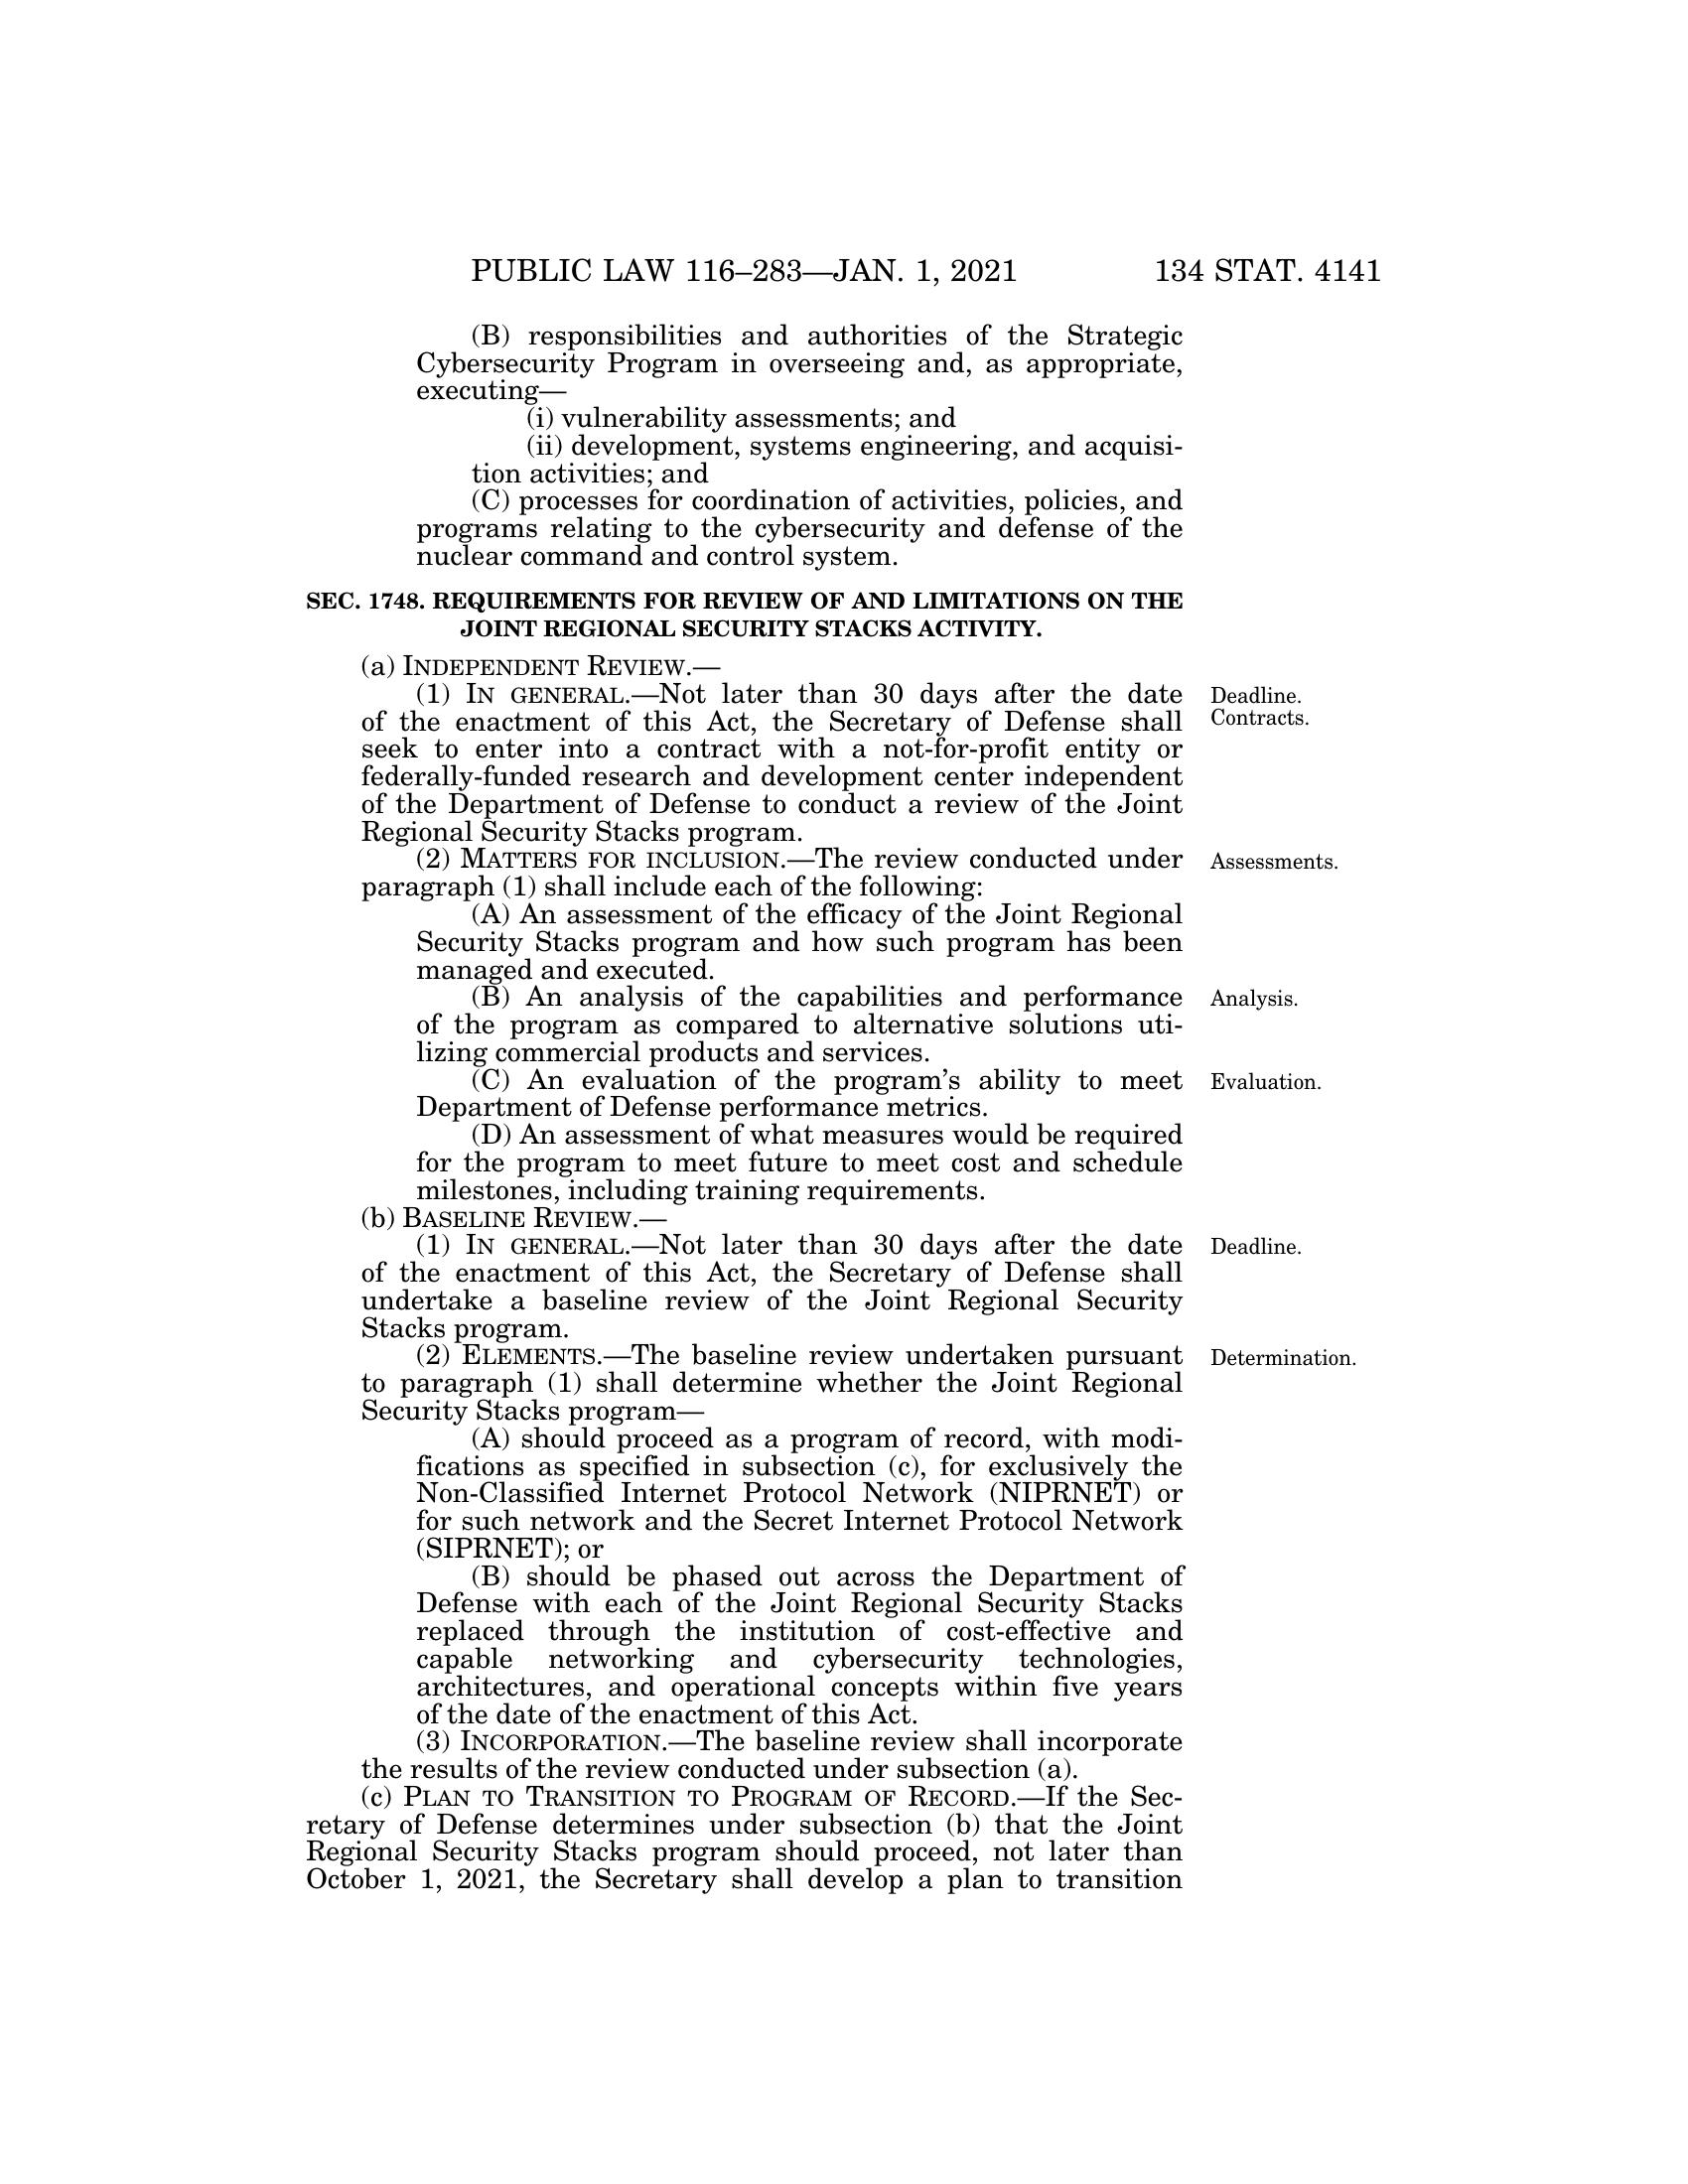 PUBLIC LAW 116–283—JAN. 1, 2021 134 STAT. 4141
(B) responsibilities and authorities of the Strategic
Cybersecurity Program in overseeing and, as appropriate,
executing—
(i) vulnerability assessments; and
(ii) development, systems engineering, and acquisi-
tion activities; and
(C) processes for coordination of activities, policies, and
programs relating to the cybersecurity and defense of the
nuclear command and control system.
SEC. 1748. REQUIREMENTS FOR REVIEW OF AND LIMITATIONS ON THE
JOINT REGIONAL SECURITY STACKS ACTIVITY.
(a) INDEPENDENT REVIEW.—
(1) IN GENERAL.—Not later than 30 days after the date
of the enactment of this Act, the Secretary of Defense shall
seek to enter into a contract with a not-for-profit entity or
federally-funded research and development center independent
of the Department of Defense to conduct a review of the Joint
Regional Security Stacks program.
Deadline.
Contracts.
(2) MATTERS FOR INCLUSION.—The review conducted under
paragraph (1) shall include each of the following:
Assessments.
(A) An assessment of the efficacy of the Joint Regional
Security Stacks program and how such program has been
managed and executed.
(B) An analysis of the capabilities and performance
of the program as compared to alternative solutions uti-
lizing commercial products and services.
Analysis.
(C) An evaluation of the program's ability to meet
Department of Defense performance metrics.
Evaluation.
(D) An assessment of what measures would be required
for the program to meet future to meet cost and schedule
milestones, including training requirements.
(b) BASELINE REVIEW.—
(1) IN GENERAL.—Not later than 30 days after the date
of the enactment of this Act, the Secretary of Defense shall
undertake a baseline review of the Joint Regional Security
Stacks program.
Deadline.
(2) ELEMENTS.—The baseline review undertaken pursuant
to paragraph (1) shall determine whether the Joint Regional
Security Stacks program—
Determination.
(A) should proceed as a program of record, with modi-
fications as specified in subsection (c), for exclusively the
Non-Classified Internet Protocol Network (NIPRNET) or
for such network and the Secret Internet Protocol Network
(SIPRNET); or
(B) should be phased out across the Department of
Defense with each of the Joint Regional Security Stacks
replaced through the institution of cost-effective and
capable networking and cybersecurity technologies,
architectures, and operational concepts within five years
of the date of the enactment of this Act.
(3) INCORPORATION.—The baseline review shall incorporate
the results of the review conducted under subsection (a).
(c) PLAN TO TRANSITION TO PROGRAM OF RECORD.—If the Sec-
retary of Defense determines under subsection (b) that the Joint
Regional Security Stacks program should proceed, not later than
October 1, 2021, the Secretary shall develop a plan to transition